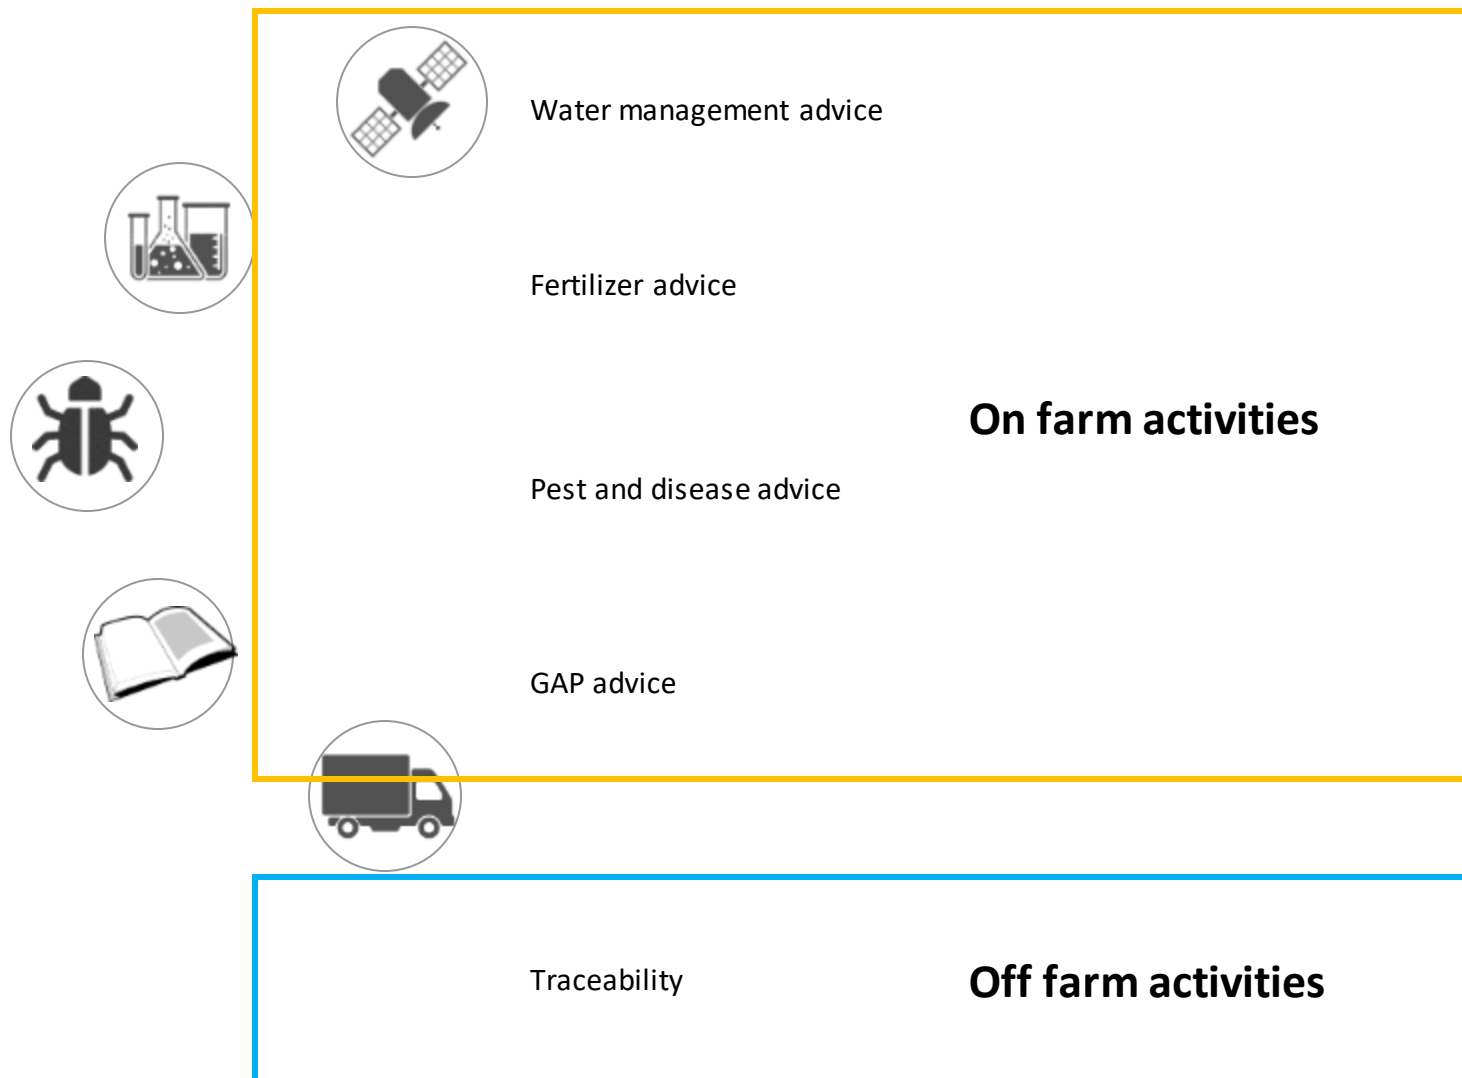 Water management advice
Fertilizer advice
On farm activities
Pest and disease advice
GAP advice
Traceability
Off farm activities